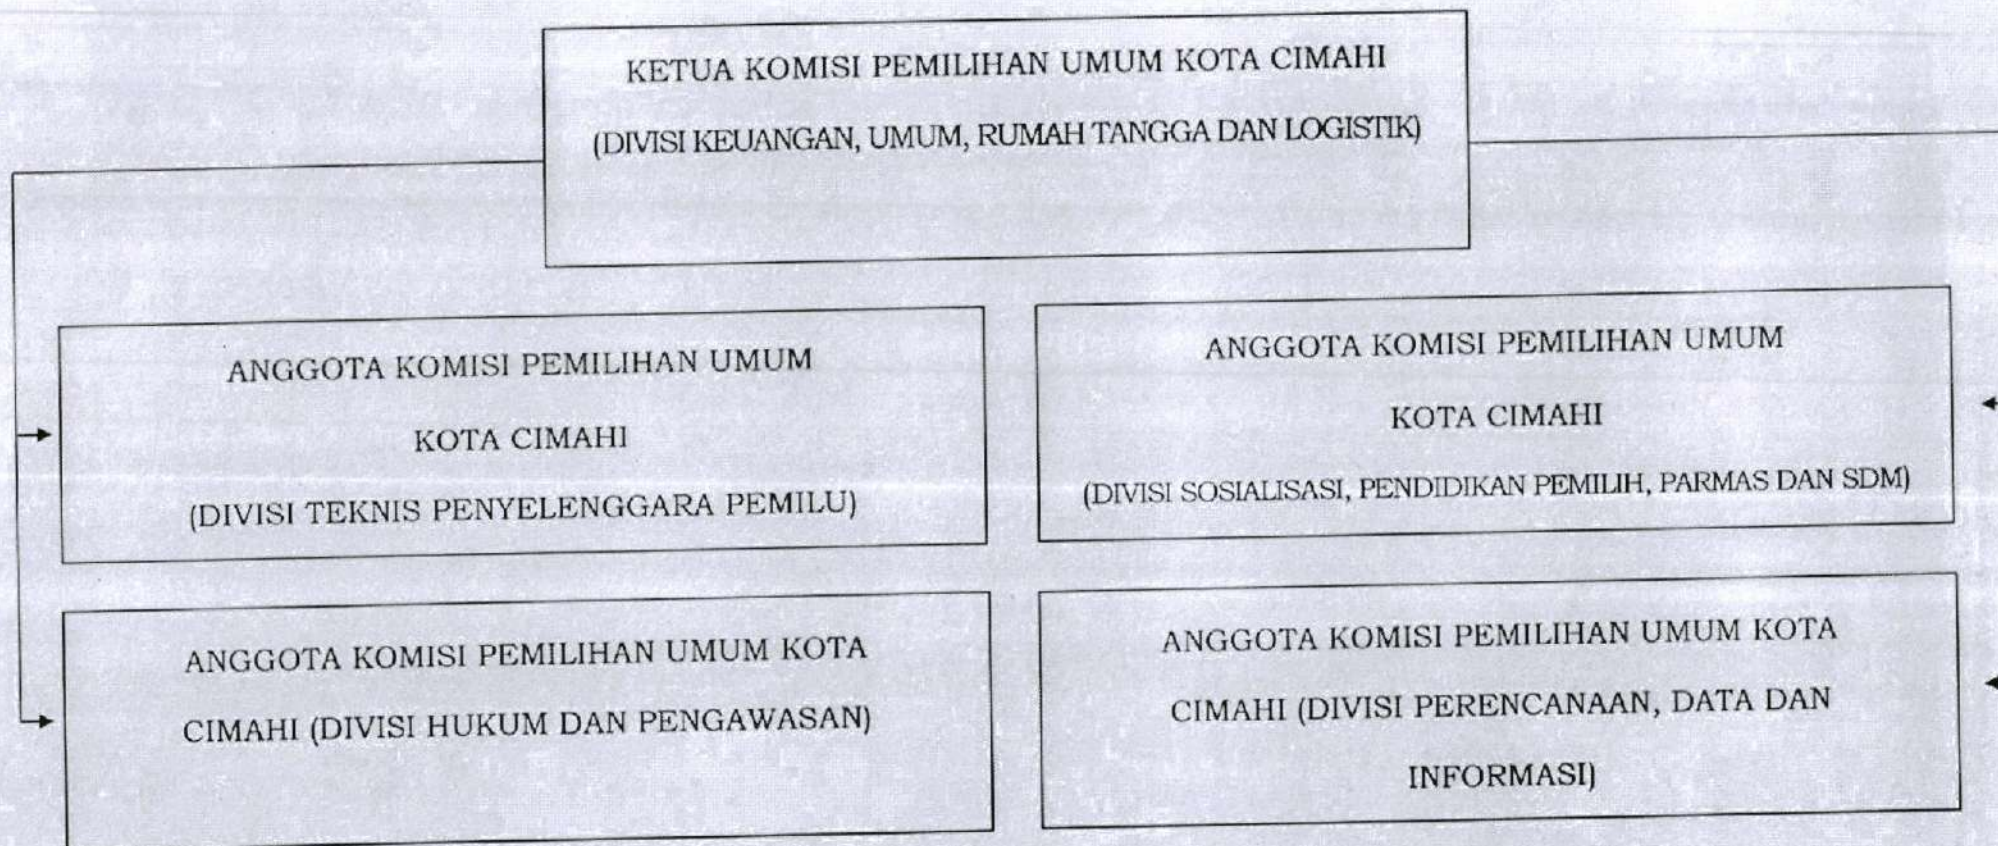 KETUA KOMISI PEMILIHAN UMUM KOTA CIMAHI
(DIVISI KEUANGAN, UMUM, RUMAH TANGGA DAN LOGISTIK)
ANGGOTA KOMISI PEMILIHAN UMUM
KOTA CIMAHI
(DIVISI TEKNIS PENYELENGGARA PEMILU)
ANGGOTA KOMISI PEMILIHAN UMUM
KOTA CIMAHI
(DIVISI SOSIALISASI, PENDIDIKAN PEMILIH, PARMAS DAN SDM)
ANGGOTA KOMISI PEMILIHAN UMUM KOTA
CIMAHI (DIVISI HUKUM DAN PENGAWASAN)
ANGGOTA KOMISI PEMILIHAN UMUM KOTA
CIMAHI (DIVISI PERENCANAAN, DATA DAN
INFORMASI)